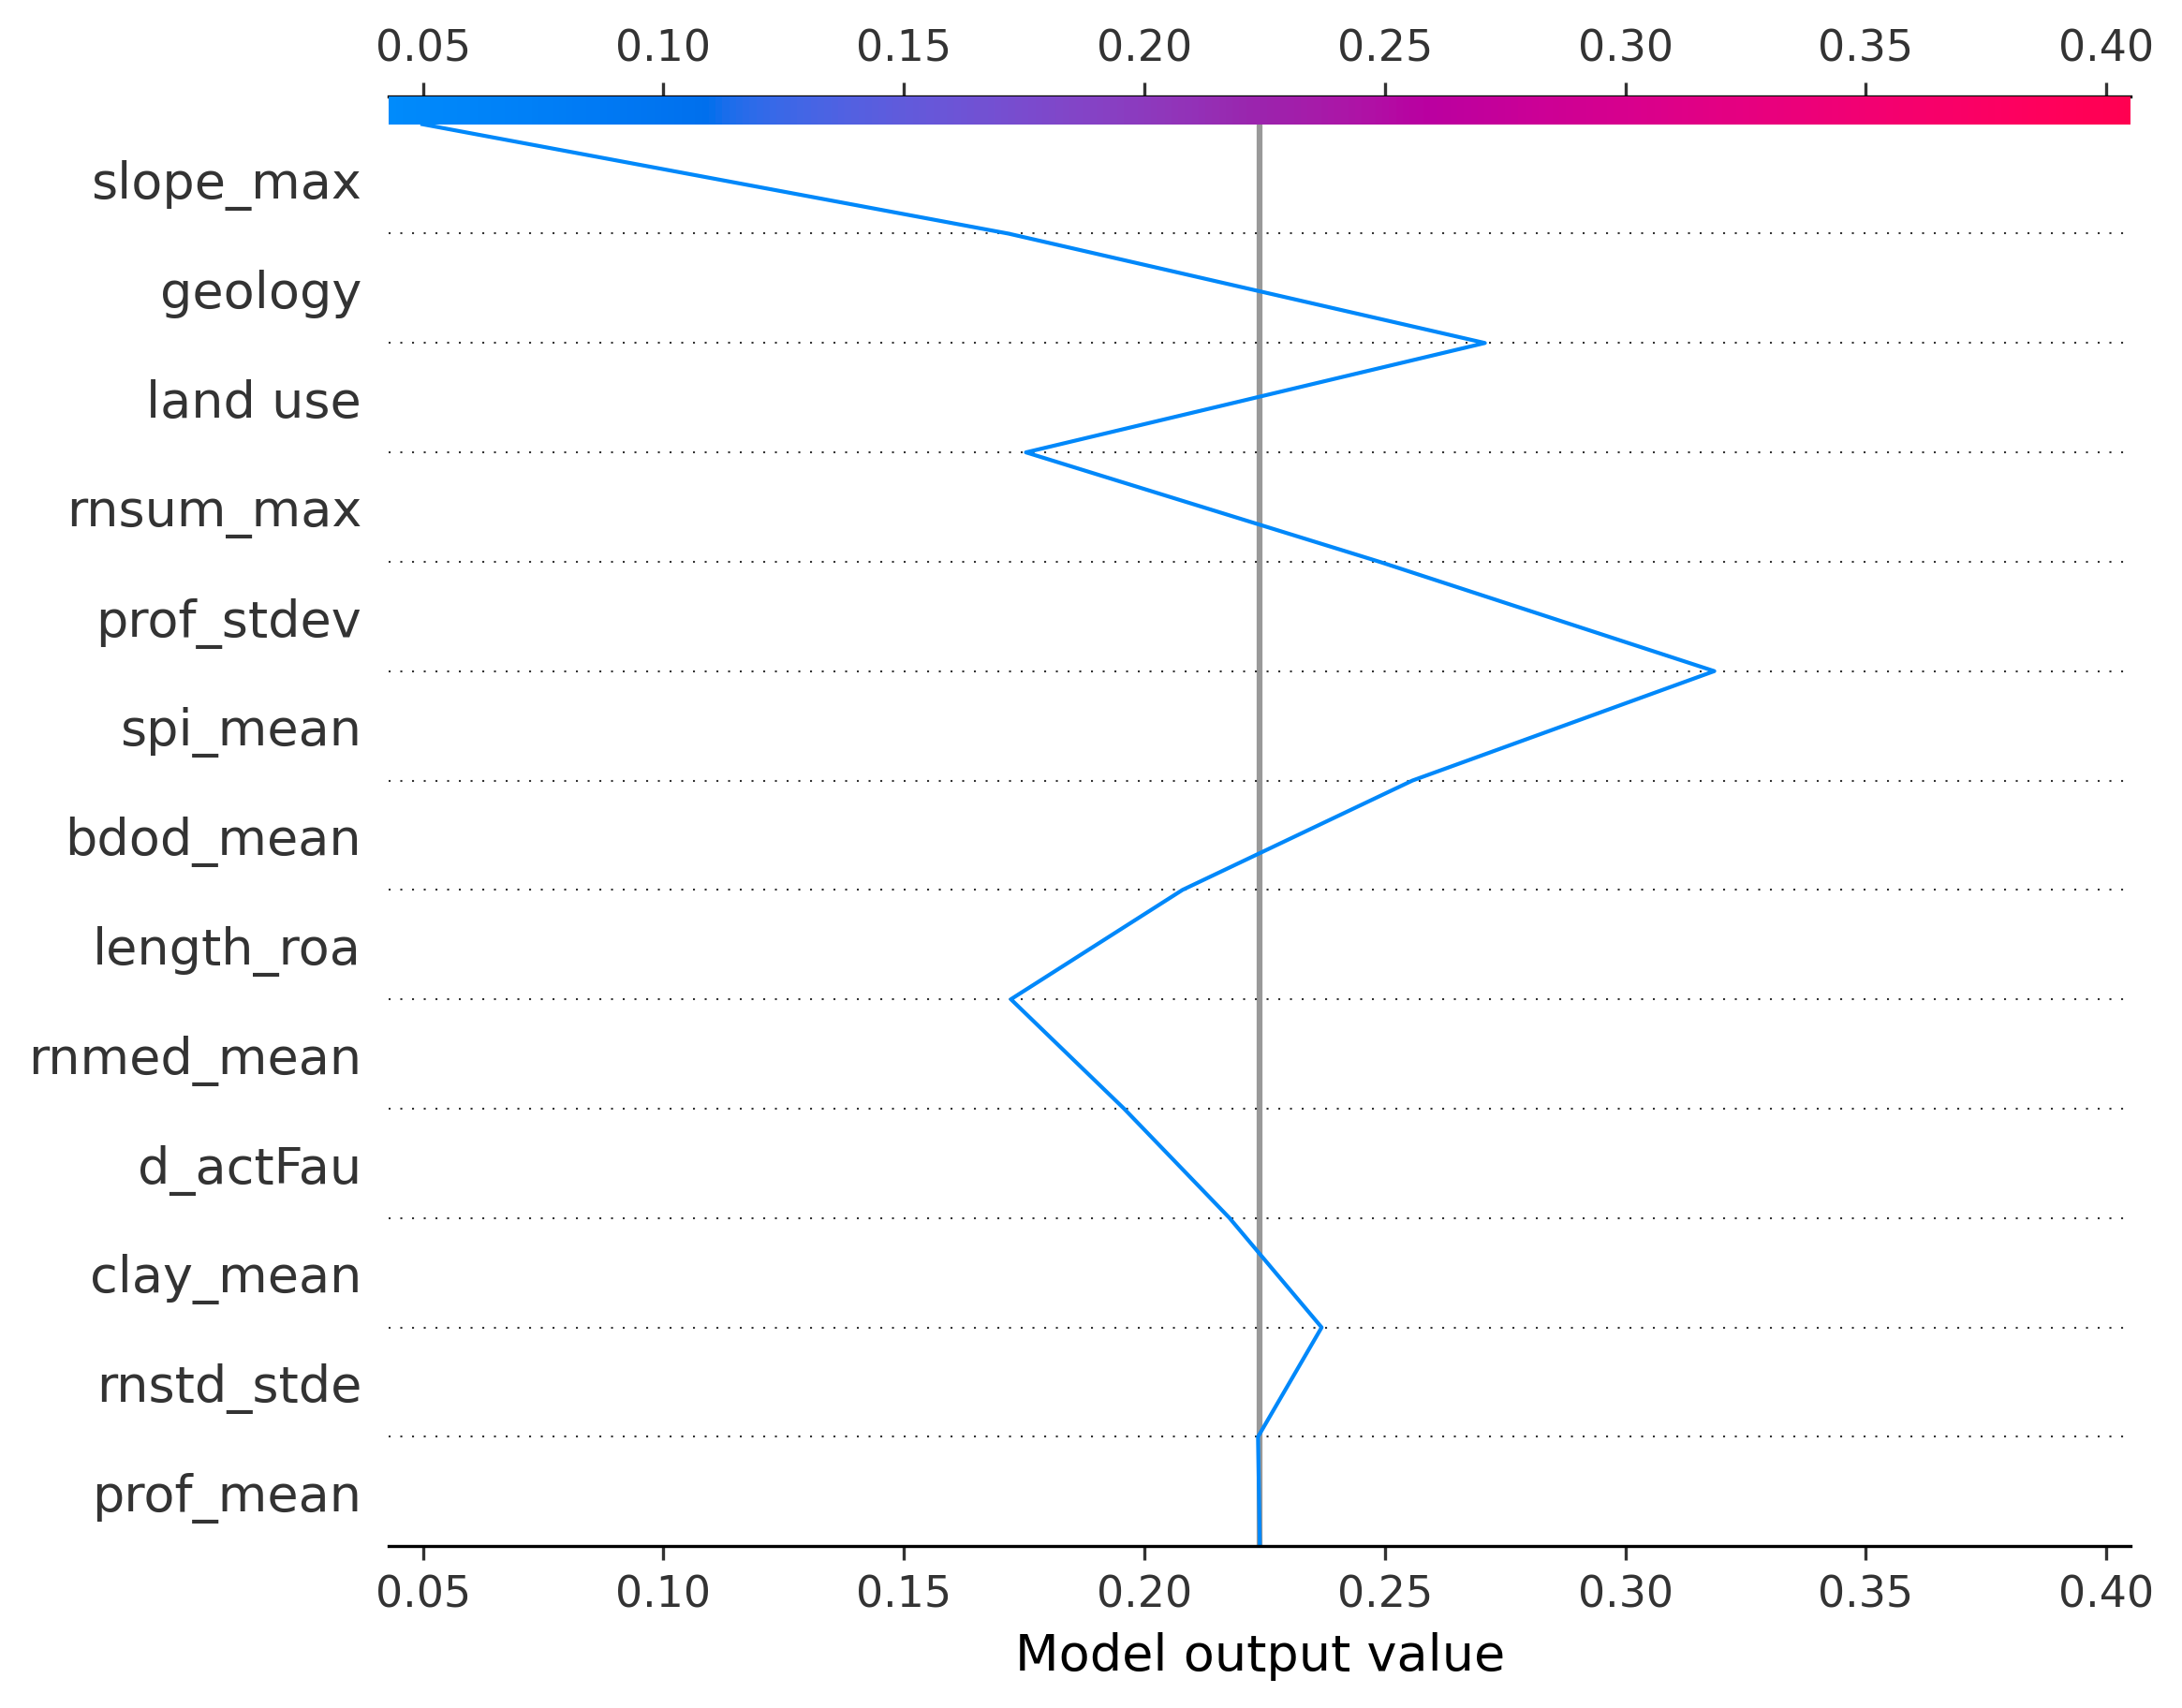 0.05 0.10 0.15 0.20 0.25 0.30 0.35 0.40
slope_max
geology
land use
rnsum_max
prof_stdev
spi_mean
bdod_mean
length_roa
rnmed_mean
d_actFau
clay_mean
rnstd_stde
prof_mean
0.05 0.10 0.15 0.20 0.25 0.30 0.35 0.40
Model output value